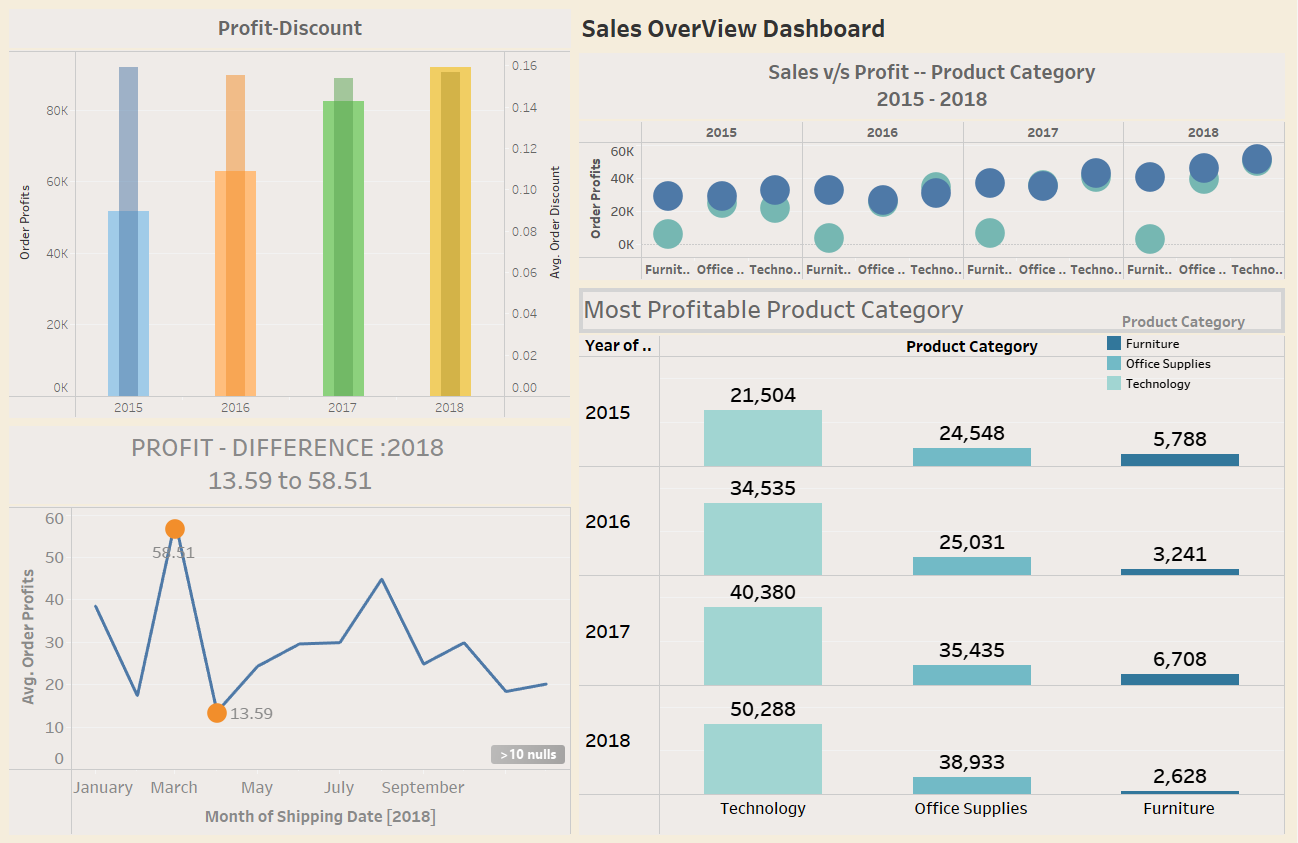 Profit-Discount
Order Profits
80K
60K
40K
20K
0K
0.16
0.14
0.12
0.10
0.08
0.06
0.04
0.02
0.00
Avg. Order Discount
2015
2016
2017
2018
PROFIT - DIFFERENCE :2018
13.59 to 58.51
Avg. Order Profits
60
50
40
30
20
10
0
58.51
13.59
>10 nulls
January March May July September
Month of Shipping Date [2018]
Sales OverView Dashboard
Sales v/s Profit -- Product Category
2015 - 2018
2015 2016 2017 2018
Order Profits
60K
40K
20K
0K
Furnit.. Office .. Techno.. Furnit.. Office .. Techno.. Furnit.. Office .. Techno.. Furnit.. Office .. Techno..
Most Profitable Product Category
Product Category
Furniture
Office Supplies
Technology
Year of .. Product Category
2015 21,504 24,548 5,788
2016 34,535 25,031 3,241
2017 40,380 35,435 6,708
2018 50,288 38,933 2,628
Technology Office Supplies Furniture